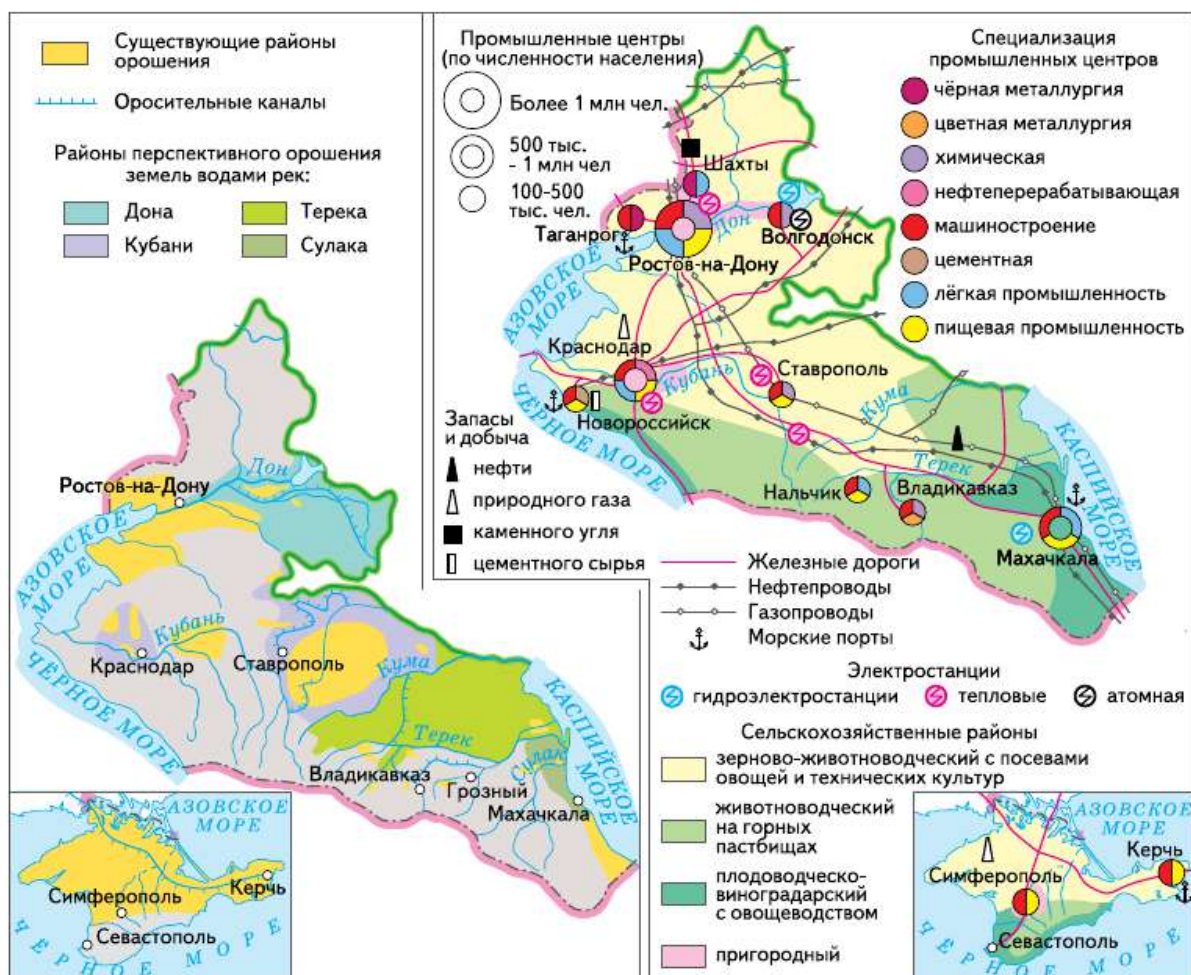 Существующие районы
орошения
Оросительные каналы
Районы перспективного орошения
земель водами рек:
Дона
Терека
Кубани
Сулака
Ростов-на-Дону
Дон
АЗОВСКОЕ
МОРЕ
Кубань
Краснодар
Ставрополь
Кума
ЧЁРНОЕ МОРЕ
Терек
Сулак
КАСПИЙСКОЕ
МОРЕ
Владикавказ
Грозный
Махачкала
АЗОВСКОЕ
МОРЕ
Симферополь
Керчь
Севастополь
ЧЁРНОЕ МОРЕ
Промышленные центры
(по численности населения)
Более 1 млн чел.
500 тыс.
- 1 млн чел
100-500
тыс. чел.
Специализация
промышленных центров
чёрная металлургия
цветная металлургия
химическая
нефтеперерабатывающая
машиностроение
цементная
лёгкая промышленность
пищевая промышленность
Шахты
Таганрог
Дон
Волгодонск
Ростов-на-Дону
АЗОВСКОЕ
МОРЕ
Краснодар
Кубань
Ставрополь
Кума
Новороссийск
ЧЁРНОЕ МОРЕ
Терек
Нальчик
Владикавказ
Махачкала
КАСПИЙСКОЕ
МОРЕ
Запасы
и добыча
нефти
природного газа
каменного угля
цементного сырья
Железные дороги
Нефтепроводы
Газопроводы
Морские порты
Электростанции
гидроэлектростанции
тепловые
атомная
Сельскохозяйственные районы
зерново-животноводческий с посевами
овощей и технических культур
животноводческий
на горных
пастбищах
плодоводческо-
виноградарский
с овощеводством
пригородный
АЗОВСКОЕ
МОРЕ
Керчь
Симферополь
Севастополь
ЧЁРНОЕ МОРЕ